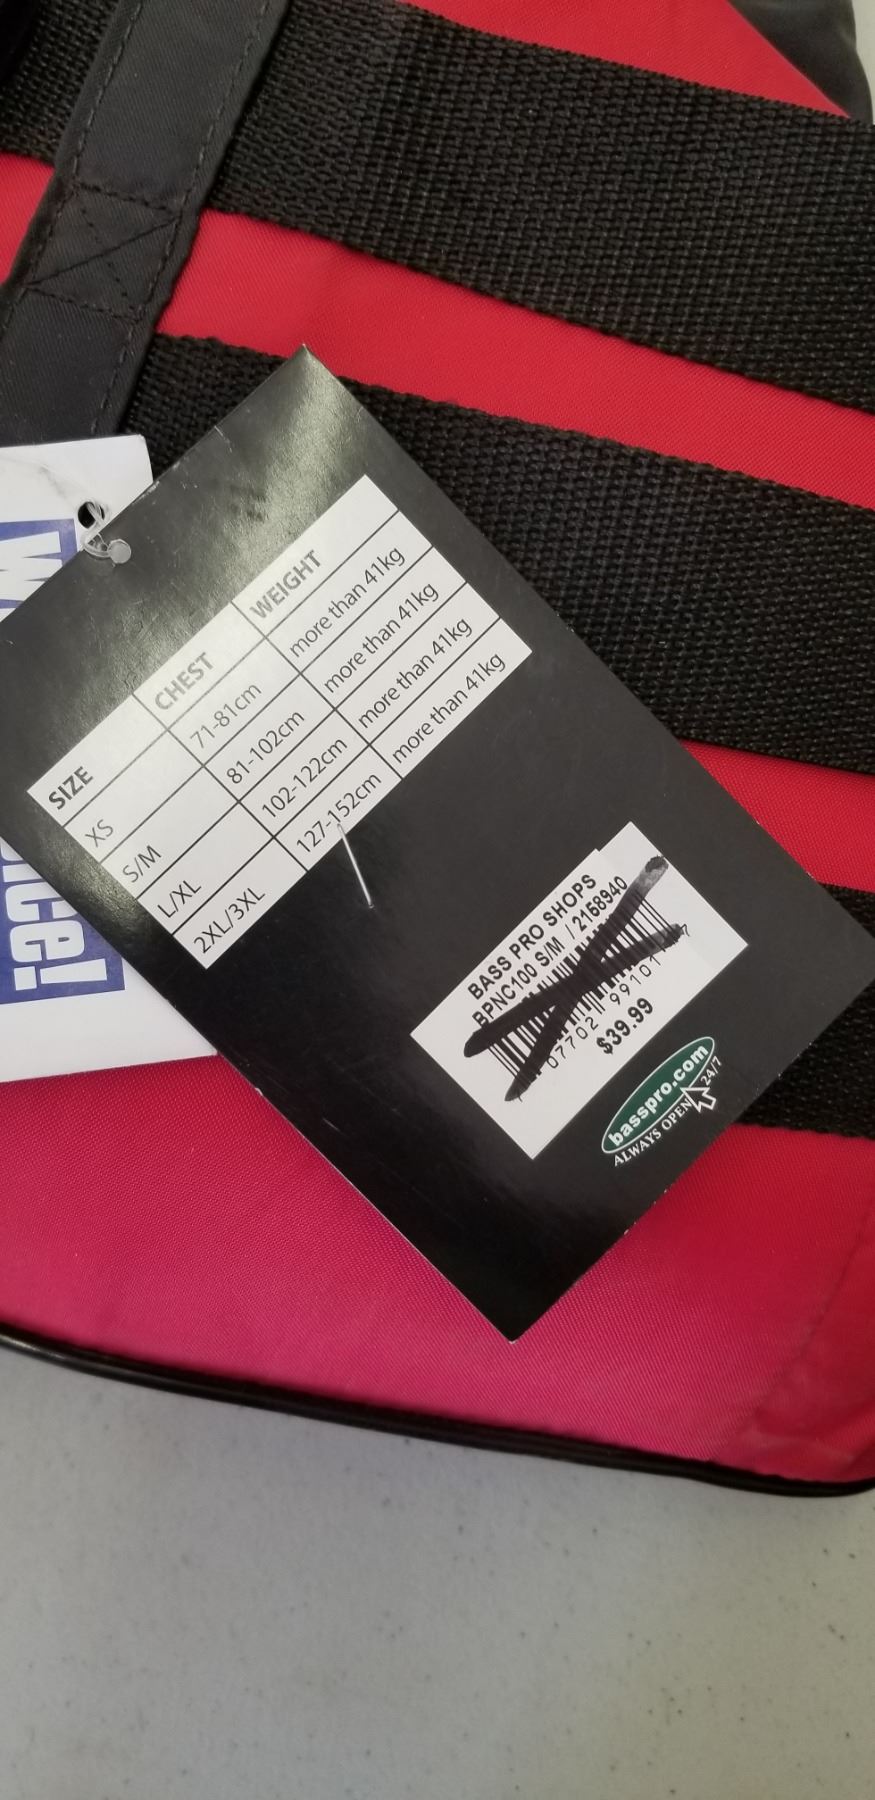 SIZE CHEST WEIGHT
XS 71-81cm more than 41kg
S/M 81-102cm more than 41kg
L/XL 102-122cm more than 41kg
2XL/3XL 127-152cm more than 41kg
BASS PRO SHOPS
BPNC100 S/M / 2168940
$39.99
basspro.com
ALWAYS OPEN 24/7